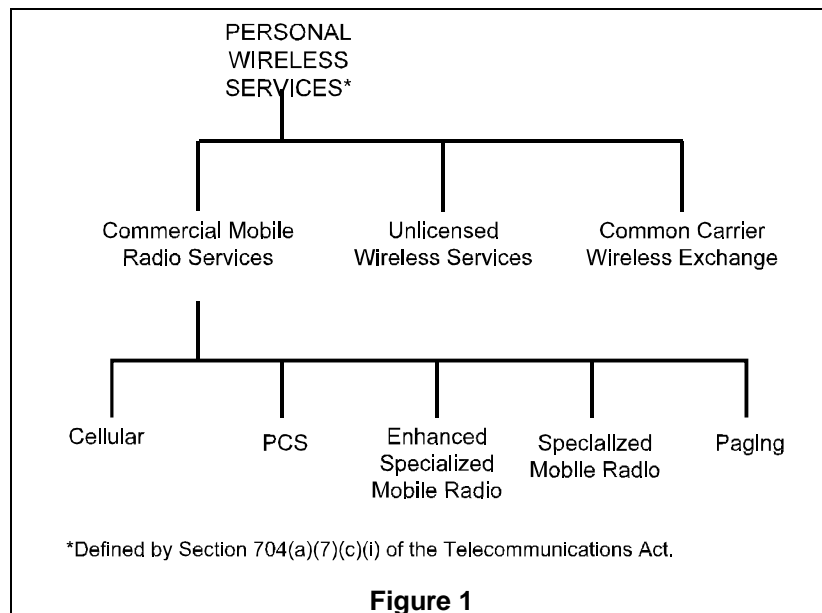 PERSONAL
WIRELESS
SERVICES*
Commercial Mobile
Radio Services
Unlicensed
Wireless Services
Common Carrier
Wireless Exchange
Cellular
PCS
Enhanced
Specialized
Mobile Radio
Specialized
Mobile Radio
Paging
*Defined by Section 704(a)(7)(c)(i) of the Telecommunications Act.
Figure 1